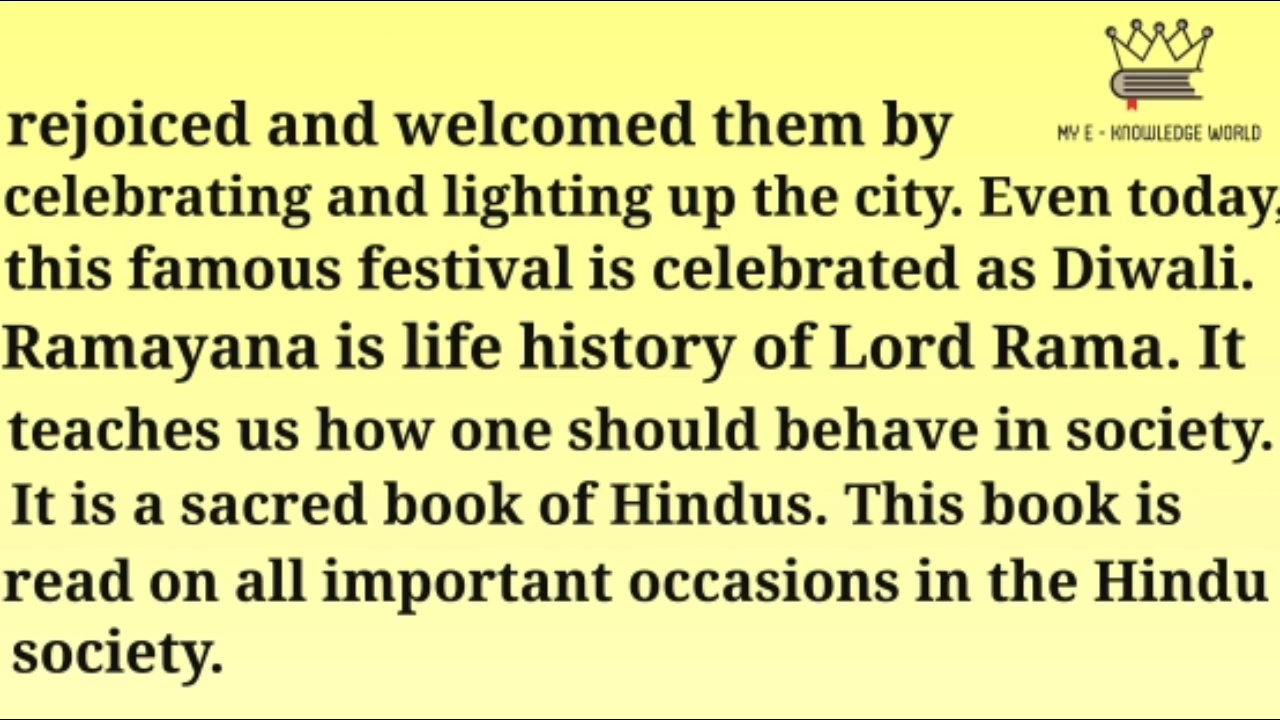 MY E - KNOWLEDGE WORLD
rejoiced and welcomed them by
celebrating and lighting up the city. Even today,
this famous festival is celebrated as Diwali.
Ramayana is life history of Lord Rama. It
teaches us how one should behave in society.
It is a sacred book of Hindus. This book is
read on all important occasions in the Hindu
society.